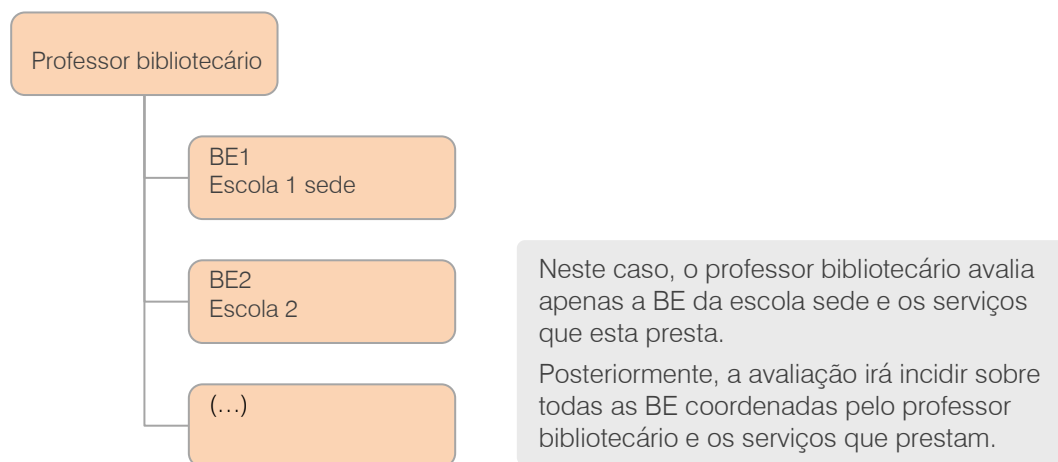 Professor bibliotecário
BE1
Escola 1 sede
BE2
Escola 2
(...)
Neste caso, o professor bibliotecário avalia
apenas a BE da escola sede e os serviços
que esta presta.
Posteriormente, a avaliação irá incidir sobre
todas as BE coordenadas pelo professor
bibliotecário e os serviços que prestam.